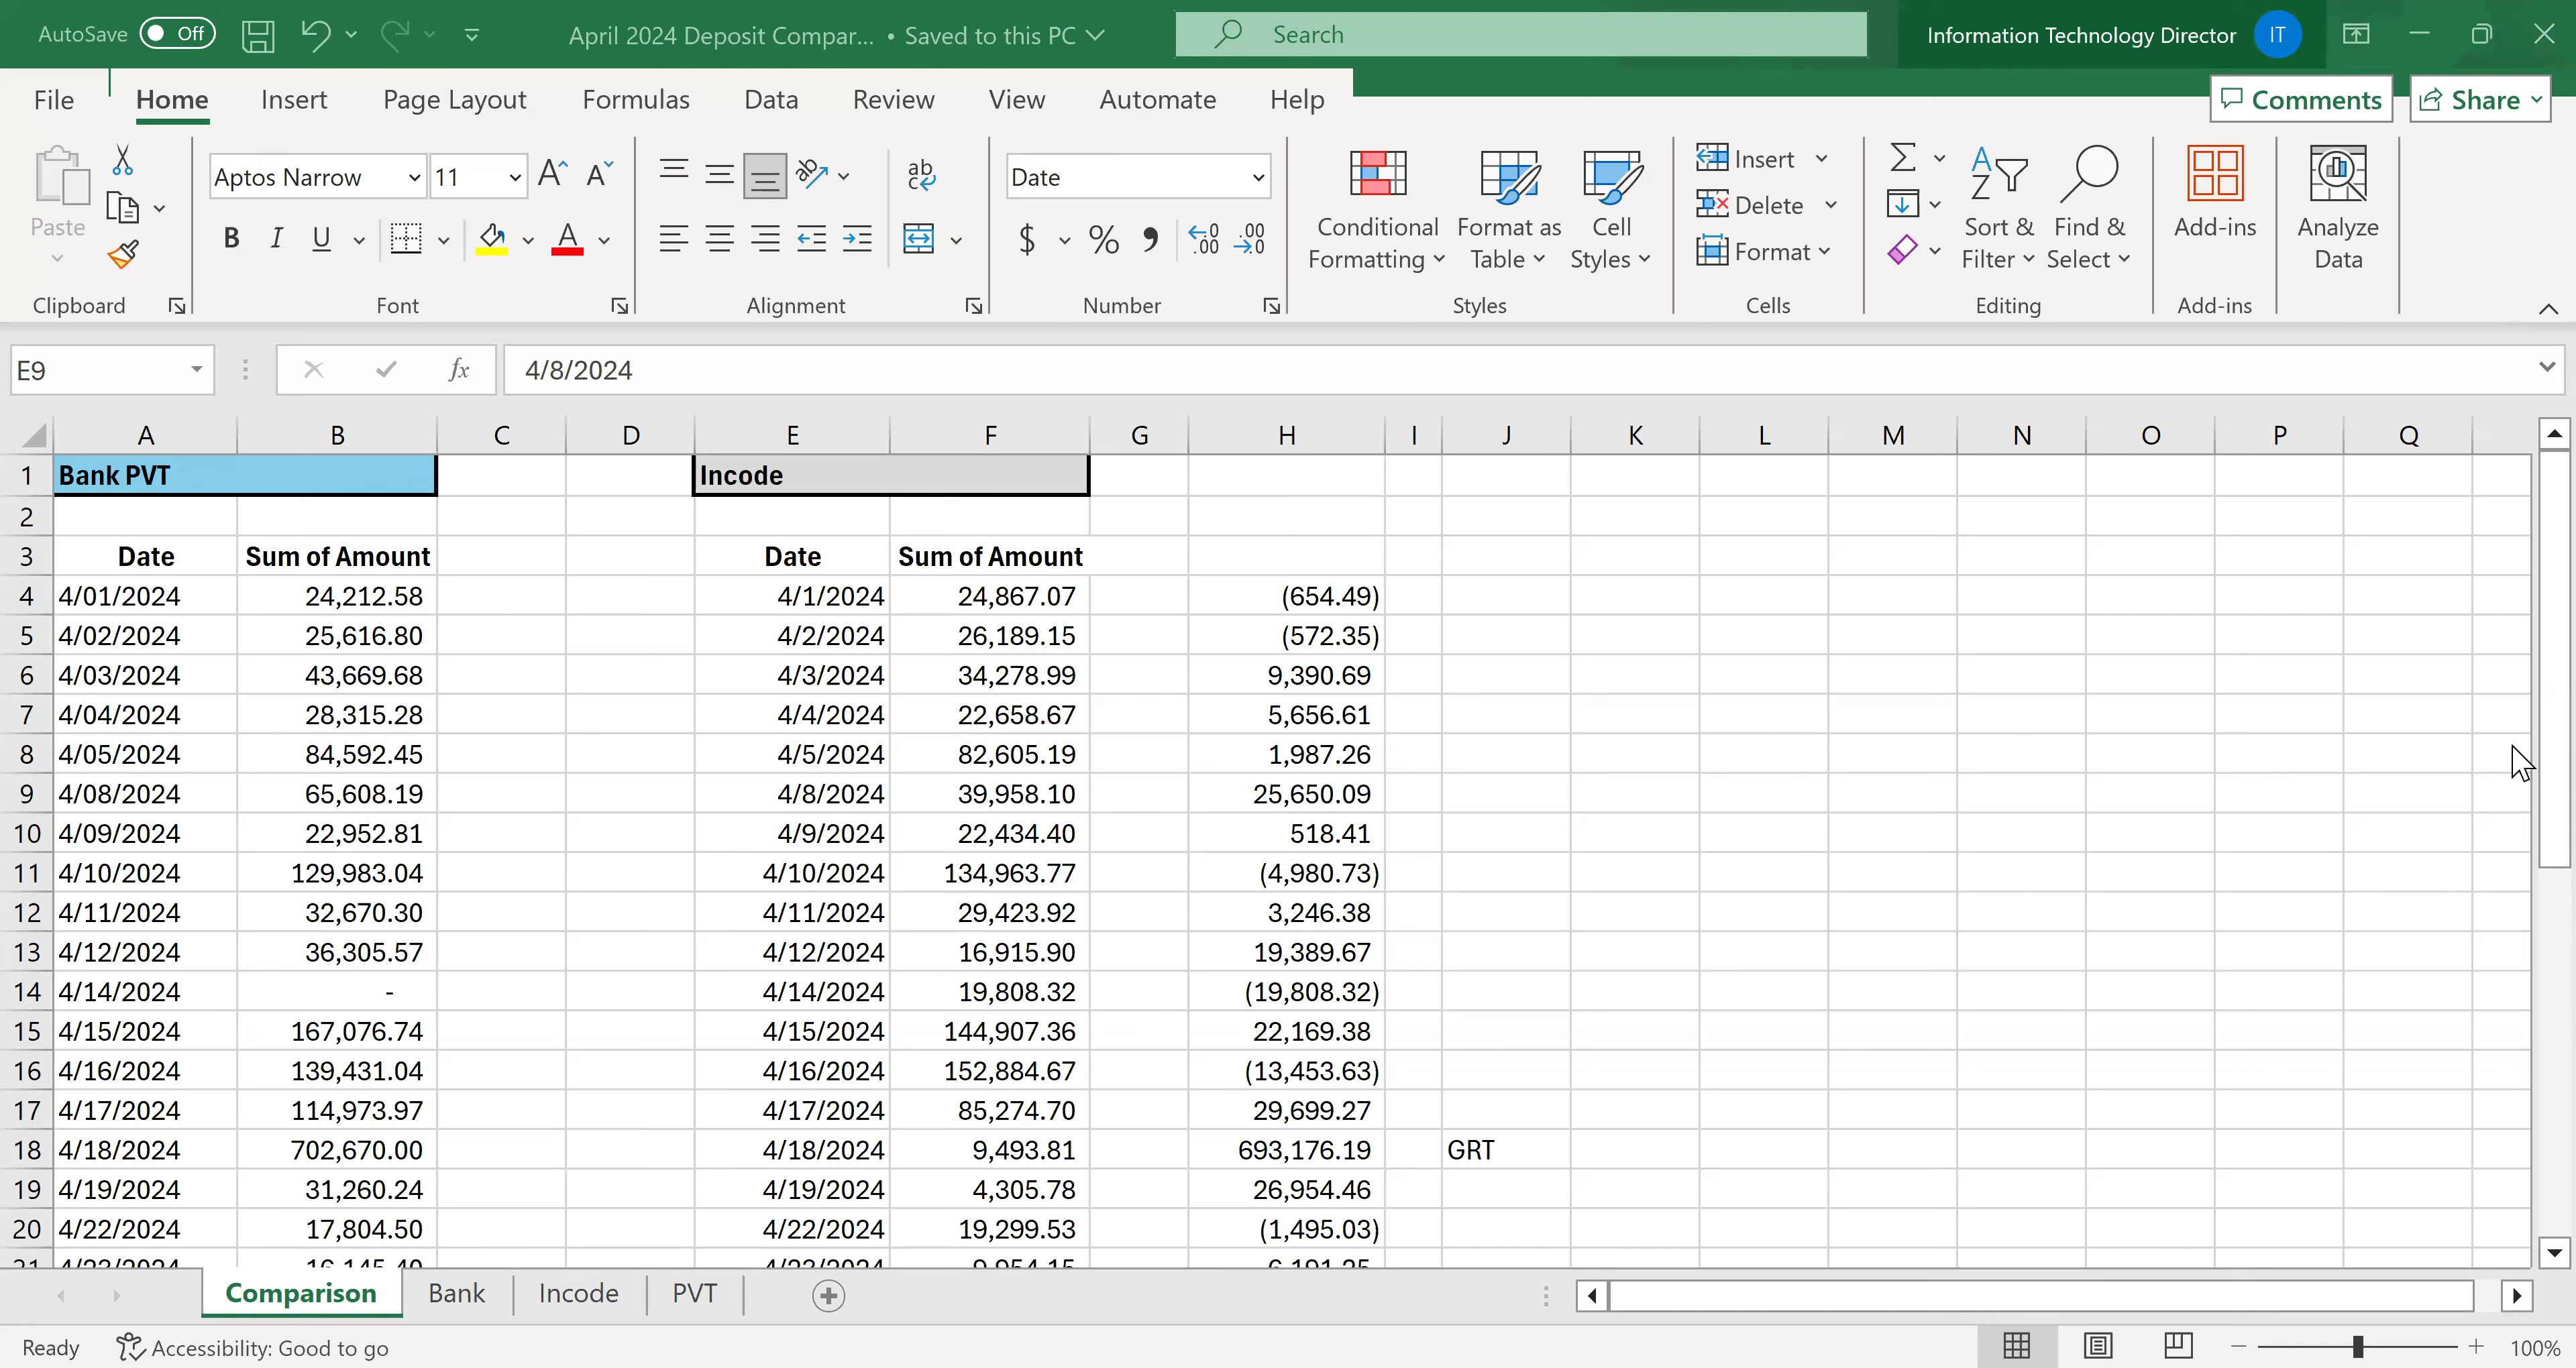 AutoSave Off April 2024 Deposit Compar... • Saved to this PC Search Information Technology Director IT
File Home Insert Page Layout Formulas Data Review View Automate Help Comments Share
Paste Aptos Narrow 11 Date Conditional Formatting Format as Table Cell Styles Insert Delete Format Sort & Filter Find & Select Add-ins Analyze Data
Clipboard Font Alignment Number Styles Cells Editing Add-ins
E9 fx 4/8/2024
A B C D E F G H I J K L M N O P Q
1 Bank PVT Incode
2
3 Date Sum of Amount Date Sum of Amount
4 4/01/2024 24,212.58 4/1/2024 24,867.07 (654.49)
5 4/02/2024 25,616.80 4/2/2024 26,189.15 (572.35)
6 4/03/2024 43,669.68 4/3/2024 34,278.99 9,390.69
7 4/04/2024 28,315.28 4/4/2024 22,658.67 5,656.61
8 4/05/2024 84,592.45 4/5/2024 82,605.19 1,987.26
9 4/08/2024 65,608.19 4/8/2024 39,958.10 25,650.09
10 4/09/2024 22,952.81 4/9/2024 22,434.40 518.41
11 4/10/2024 129,983.04 4/10/2024 134,963.77 (4,980.73)
12 4/11/2024 32,670.30 4/11/2024 29,423.92 3,246.38
13 4/12/2024 36,305.57 4/12/2024 16,915.90 19,389.67
14 4/14/2024 - 4/14/2024 19,808.32 (19,808.32)
15 4/15/2024 167,076.74 4/15/2024 144,907.36 22,169.38
16 4/16/2024 139,431.04 4/16/2024 152,884.67 (13,453.63)
17 4/17/2024 114,973.97 4/17/2024 85,274.70 29,699.27
18 4/18/2024 702,670.00 4/18/2024 9,493.81 693,176.19 GRT
19 4/19/2024 31,260.24 4/19/2024 4,305.78 26,954.46
20 4/22/2024 17,804.50 4/22/2024 19,299.53 (1,495.03)
21 4/23/2024 16,145.40 4/23/2024 9,954.15 6,191.25
Comparison Bank Incode PVT
Ready Accessibility: Good to go 100%